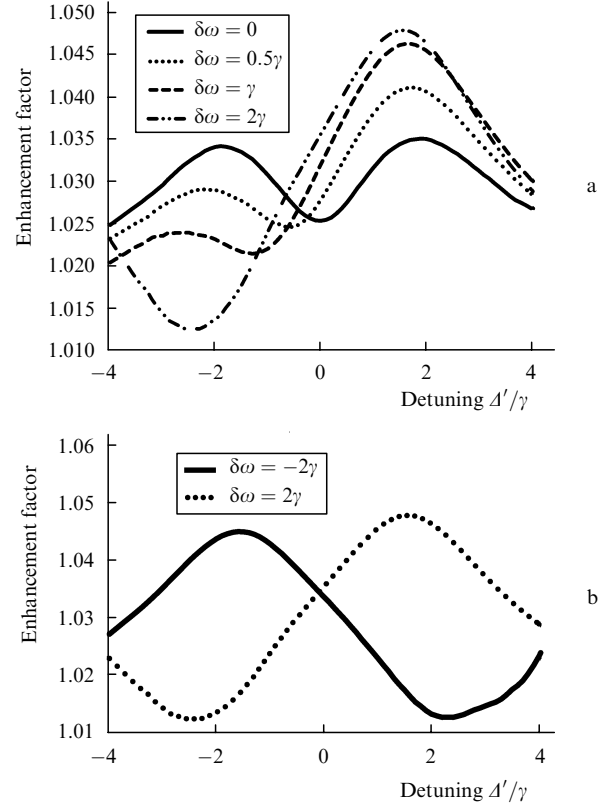 1.050
1.045
1.040
1.035
1.030
1.025
1.020
1.015
1.010
Enhancement factor
δω = 0
δω = 0.5γ
δω = γ
δω = 2γ
a
−4 −2 0 2 4
Detuning Δ′/γ
1.06
1.05
1.04
1.03
1.02
1.01
Enhancement factor
δω = −2γ
δω = 2γ
b
−4 −2 0 2 4
Detuning Δ′/γ